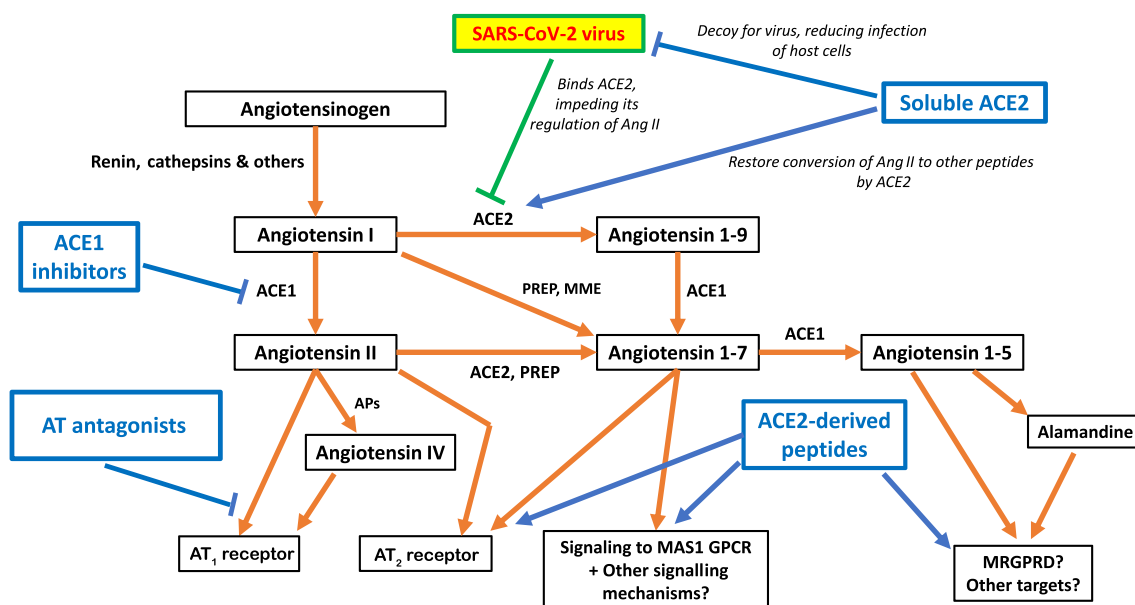 SARS-CoV-2 virus
Decoy for virus, reducing infection
of host cells
Binds ACE2,
impeding its
regulation of Ang II
Soluble ACE2
Angiotensinogen
Renin, cathepsins & others
Restore conversion of Ang II to other peptides
by ACE2
ACE2
Angiotensin I
Angiotensin 1-9
ACE1
inhibitors
ACE1
PREP, MME
ACE1
ACE1
Angiotensin II
Angiotensin 1-7
Angiotensin 1-5
ACE2, PREP
APs
AT antagonists
ACE2-derived
peptides
Alamandine
Angiotensin IV
AT1 receptor
AT2 receptor
Signaling to MAS1 GPCR
+ Other signalling
mechanisms?
MRGPRD?
Other targets?